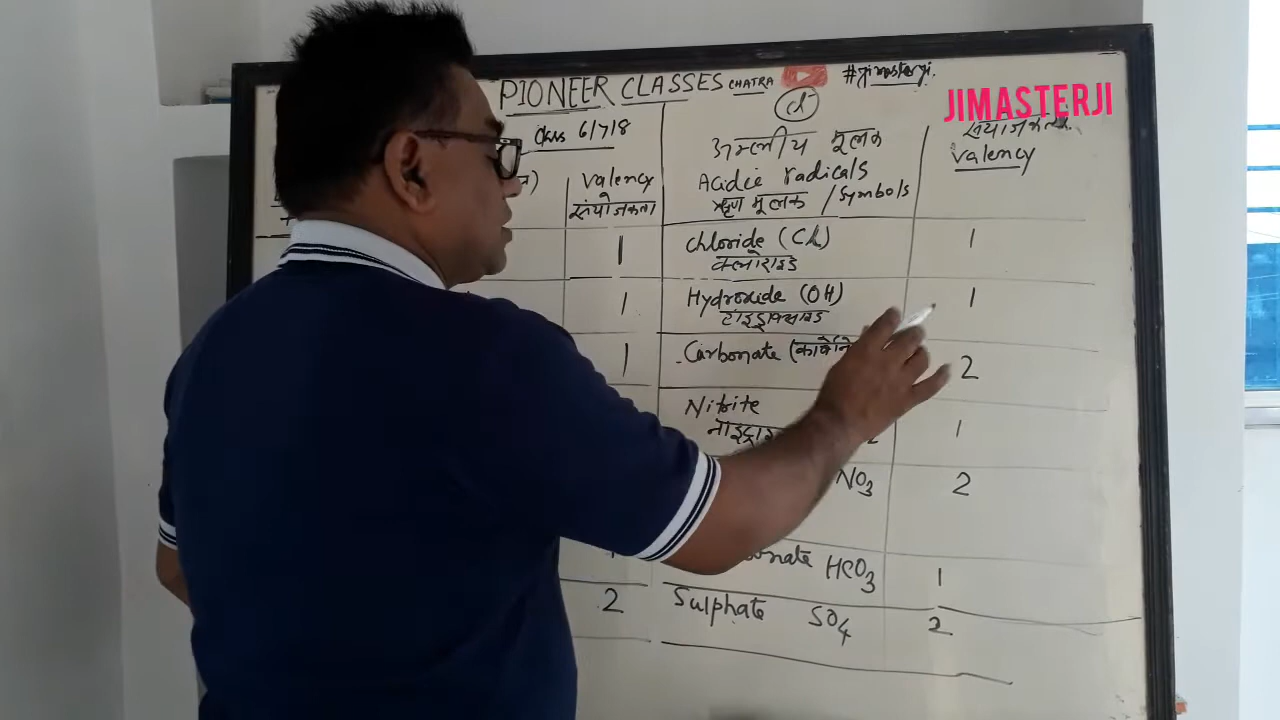 PIONEER CLASSES CHATRA
#Jimasterji.
JIMASTERJI
Class 6/7/8
Cl
अम्लीय मूलक
संयोजकता
valency
Valency
संयोजकता
Acidic radicals
ऋण मूलक / Symbols
1
Chloride (Cl)
1
क्लोराइड
1
Hydroxide (OH)
1
हाइड्रॉक्साइड
1
Carbonate
2
Nitrite
1
2
NO3
2
HCO3
1
2
Sulphate SO4
2